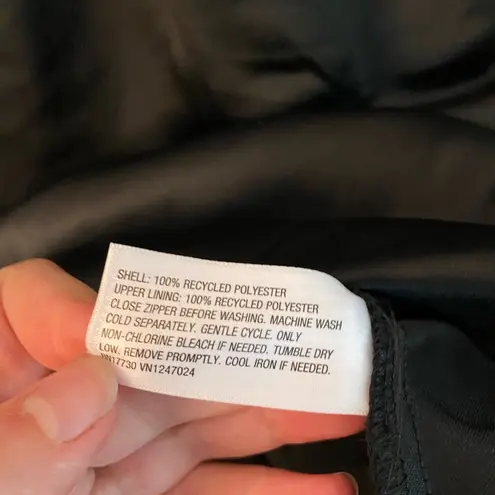 SHELL: 100% RECYCLED POLYESTER
UPPER LINING: 100% RECYCLED POLYESTER
CLOSE ZIPPER BEFORE WASHING. MACHINE WASH
COLD SEPARATELY. GENTLE CYCLE. ONLY
NON-CHLORINE BLEACH IF NEEDED. TUMBLE DRY
LOW. REMOVE PROMPTLY. COOL IRON IF NEEDED.
VN1247024